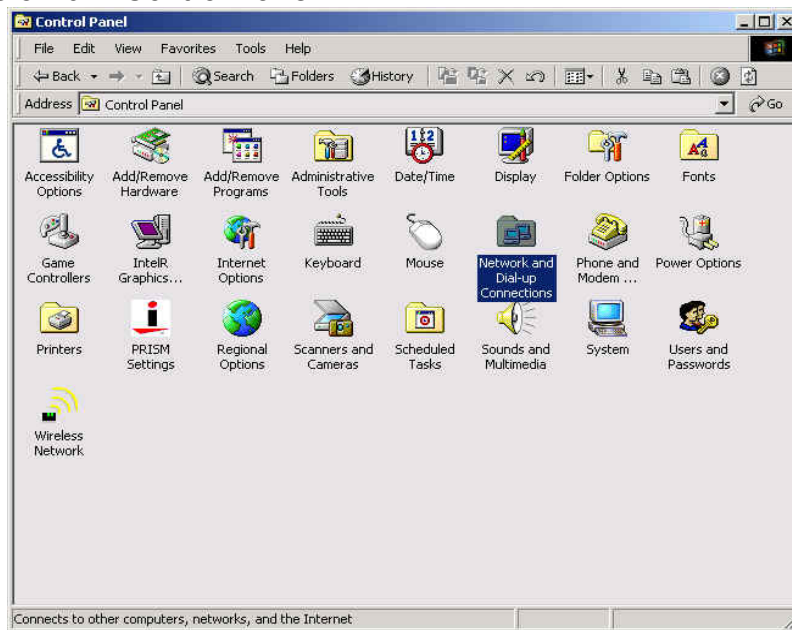 Control Panel
File Edit View Favorites Tools Help
Back Search Folders History
Address Control Panel Go
Accessibility Options
Add/Remove Hardware
Add/Remove Programs
Administrative Tools
Date/Time
Display
Folder Options
Fonts
Game Controllers
IntelR Graphics...
Internet Options
Keyboard
Mouse
Network and Dial-up Connections
Phone and Modem ...
Power Options
Printers
PRISM Settings
Regional Options
Scanners and Cameras
Scheduled Tasks
Sounds and Multimedia
System
Users and Passwords
Wireless Network
Connects to other computers, networks, and the Internet